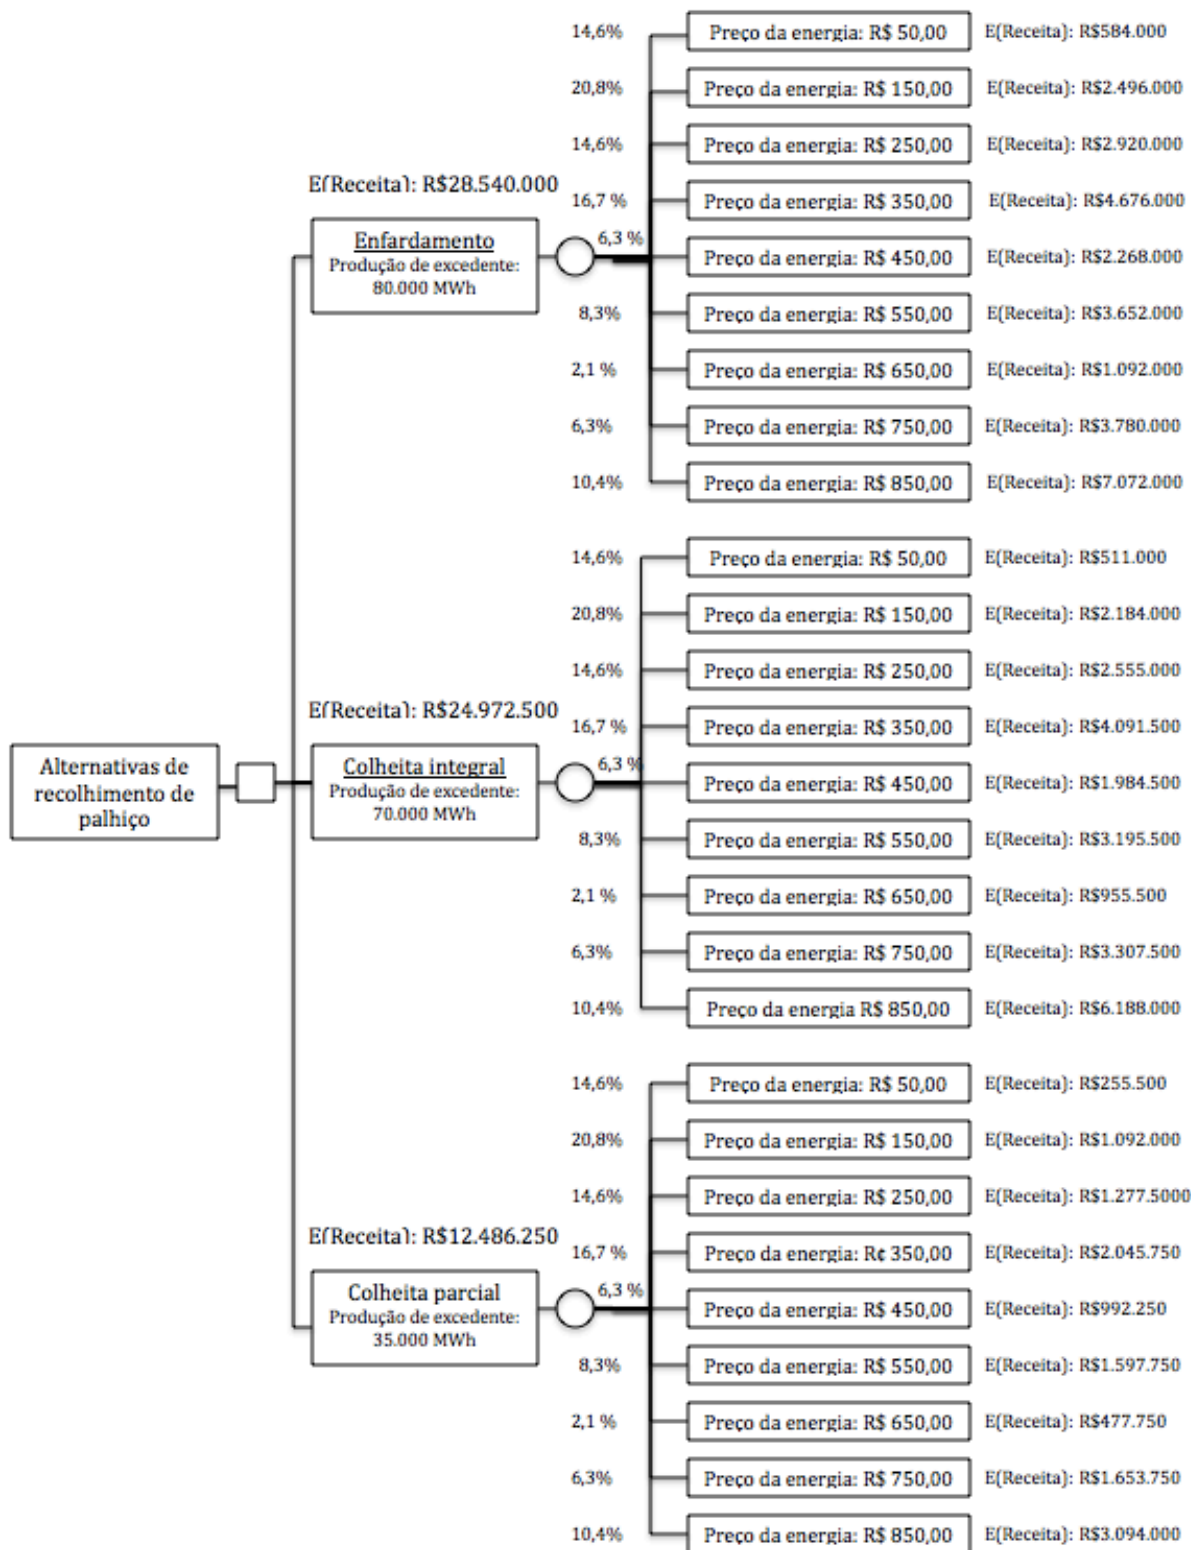 14,6% Preço da energia: R$ 50,00 E(Receita): R$584.000
20,8% Preço da energia: R$ 150,00 E(Receita): R$2.496.000
14,6% Preço da energia: R$ 250,00 E(Receita): R$2.920.000
E(Receita): R$28.540.000
16,7 % Preço da energia: R$ 350,00 E(Receita): R$4.676.000
Enfardamento
Produção de excedente:
80.000 MWh
6,3 % Preço da energia: R$ 450,00 E(Receita): R$2.268.000
8,3% Preço da energia: R$ 550,00 E(Receita): R$3.652.000
2,1 % Preço da energia: R$ 650,00 E(Receita): R$1.092.000
6,3% Preço da energia: R$ 750,00 E(Receita): R$3.780.000
10,4% Preço da energia: R$ 850,00 E(Receita): R$7.072.000
14,6% Preço da energia: R$ 50,00 E(Receita): R$511.000
20,8% Preço da energia: R$ 150,00 E(Receita): R$2.184.000
14,6% Preço da energia: R$ 250,00 E(Receita): R$2.555.000
E(Receita): R$24.972.500
16,7 % Preço da energia: R$ 350,00 E(Receita): R$4.091.500
Alternativas de
recolhimento de
palhiço
Colheita integral
Produção de excedente:
70.000 MWh
6,3 % Preço da energia: R$ 450,00 E(Receita): R$1.984.500
8,3% Preço da energia: R$ 550,00 E(Receita): R$3.195.500
2,1 % Preço da energia: R$ 650,00 E(Receita): R$955.500
6,3% Preço da energia: R$ 750,00 E(Receita): R$3.307.500
10,4% Preço da energia R$ 850,00 E(Receita): R$6.188.000
14,6% Preço da energia: R$ 50,00 E(Receita): R$255.500
20,8% Preço da energia: R$ 150,00 E(Receita): R$1.092.000
14,6% Preço da energia: R$ 250,00 E(Receita): R$1.277.5000
E(Receita): R$12.486.250
16,7 % Preço da energia: R¢ 350,00 E(Receita): R$2.045.750
Colheita parcial
Produção de excedente:
35.000 MWh
6,3 % Preço da energia: R$ 450,00 E(Receita): R$992.250
8,3% Preço da energia: R$ 550,00 E(Receita): R$1.597.750
2,1 % Preço da energia: R$ 650,00 E(Receita): R$477.750
6,3% Preço da energia: R$ 750,00 E(Receita): R$1.653.750
10,4% Preço da energia: R$ 850,00 E(Receita): R$3.094.000